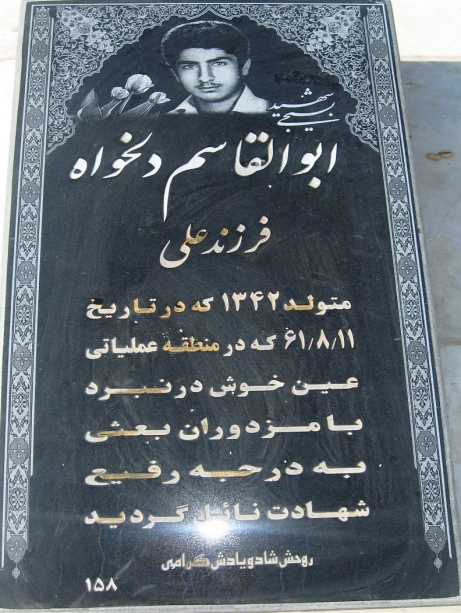 شهید
بسیج
ابوالقاسم دلخواه
فرزند علی
متولد ۱۳۴۲ که در تاریخ
۶۱/۸/۱۱ که در منطقه عملیاتی
عین خوش در نبرد
با مزدوران بعثی
به درجه رفیع
شهادت نائل گردید
روحش شاد و یادش گرامی
۱۵۸